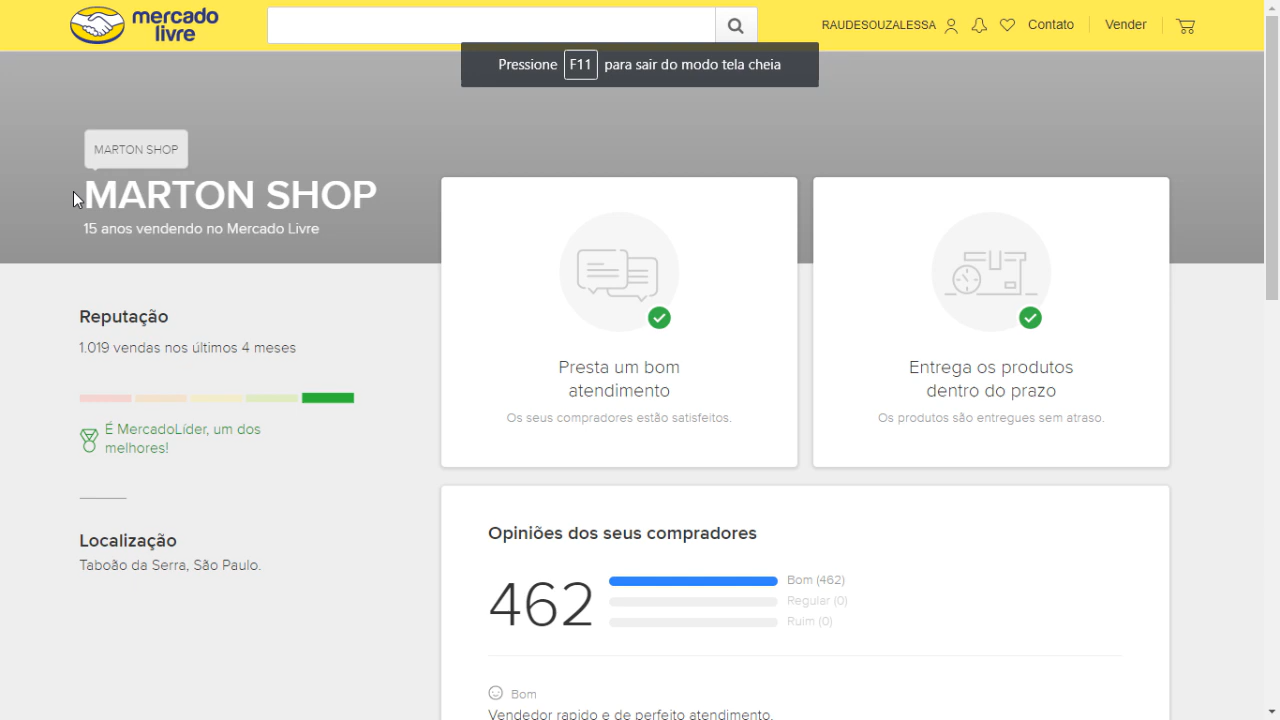 mercado
livre
RAUDESOUZALESSA
Contato
Vender
Pressione F11 para sair do modo tela cheia
MARTON SHOP
MARTON SHOP
15 anos vendendo no Mercado Livre
Reputação
1.019 vendas nos últimos 4 meses
É MercadoLíder, um dos
melhores!
Localização
Taboão da Serra, São Paulo.
Presta um bom
atendimento
Os seus compradores estão satisfeitos.
Entrega os produtos
dentro do prazo
Os produtos são entregues sem atraso.
Opiniões dos seus compradores
462
Bom (462)
Regular (0)
Ruim (0)
Bom
Vendedor rapido e de perfeito atendimento.